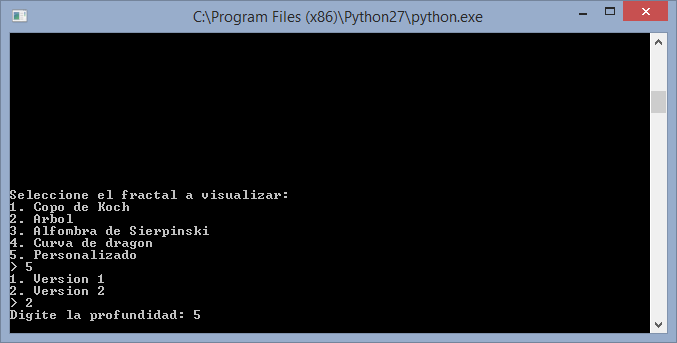 C:\Program Files (x86)\Python27\python.exe
Seleccione el fractal a visualizar:
1. Copo de Koch
2. Arbol
3. Alfombra de Sierpinski
4. Curva de dragon
5. Personalizado
> 5
1. Version 1
2. Version 2
> 2
Digite la profundidad: 5